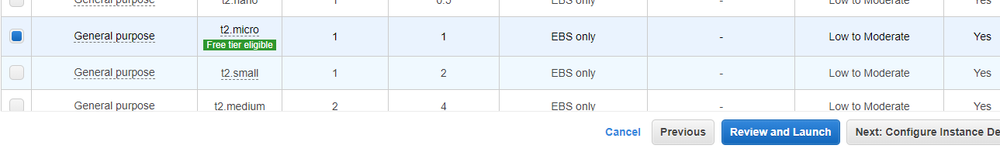 General purpose t2.nano 1 0.5 EBS only - Low to Moderate Yes
General purpose t2.micro 1 1 EBS only - Low to Moderate Yes
Free tier eligible
General purpose t2.small 1 2 EBS only - Low to Moderate Yes
General purpose t2.medium 2 4 EBS only - Low to Moderate Yes
Cancel Previous Review and Launch Next: Configure Instance De